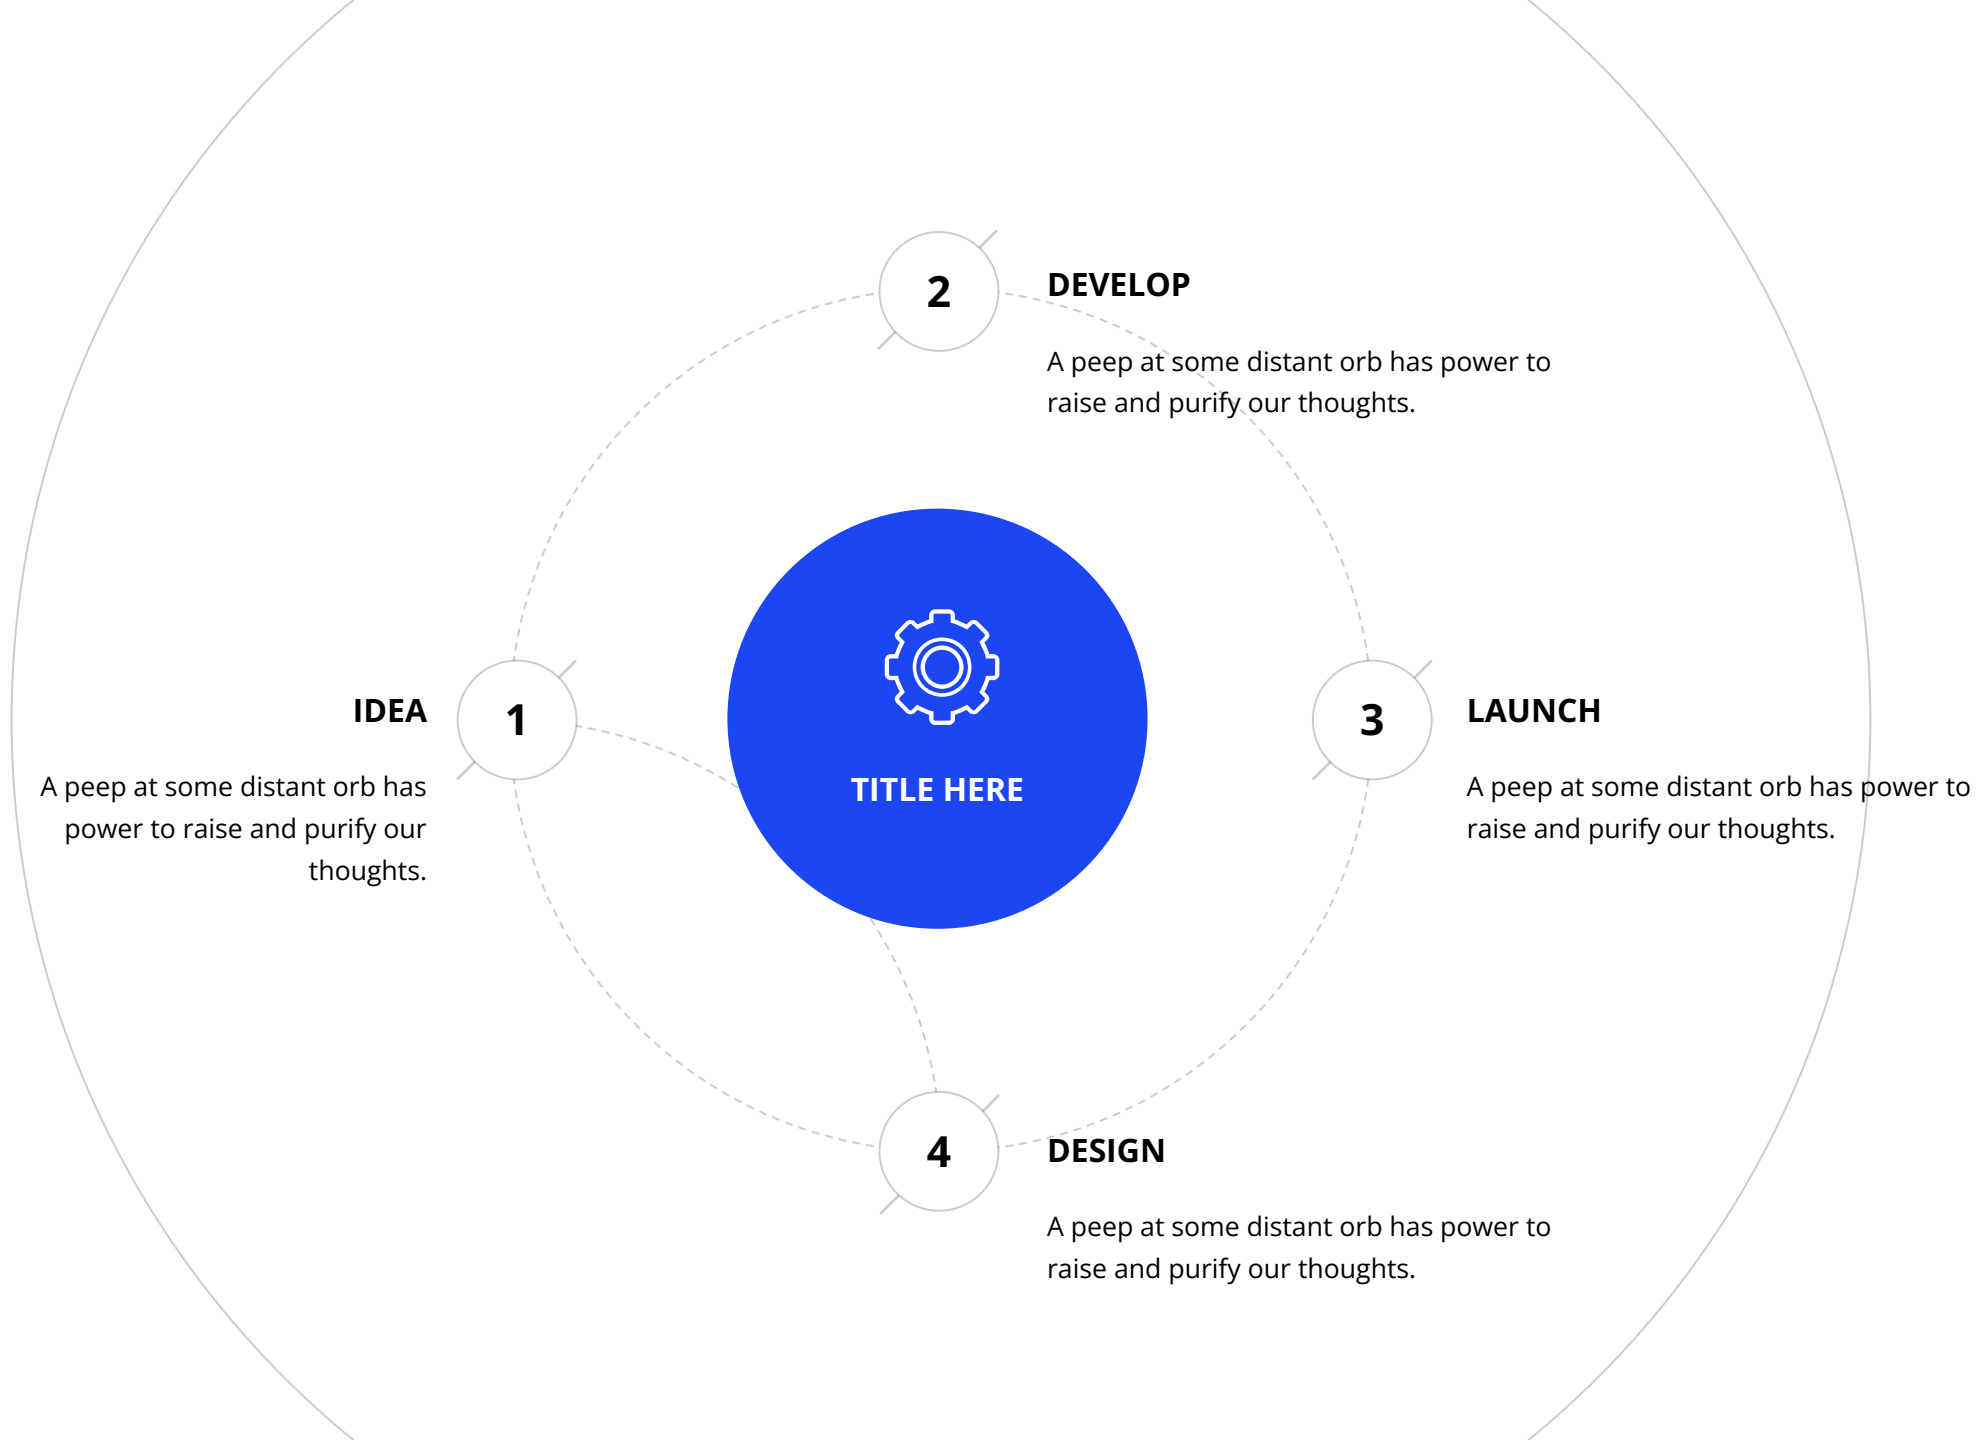 2
DEVELOP
A peep at some distant orb has power to
raise and purify our thoughts.
1
IDEA
A peep at some distant orb has
power to raise and purify our
thoughts.
TITLE HERE
3
LAUNCH
A peep at some distant orb has power to
raise and purify our thoughts.
4
DESIGN
A peep at some distant orb has power to
raise and purify our thoughts.